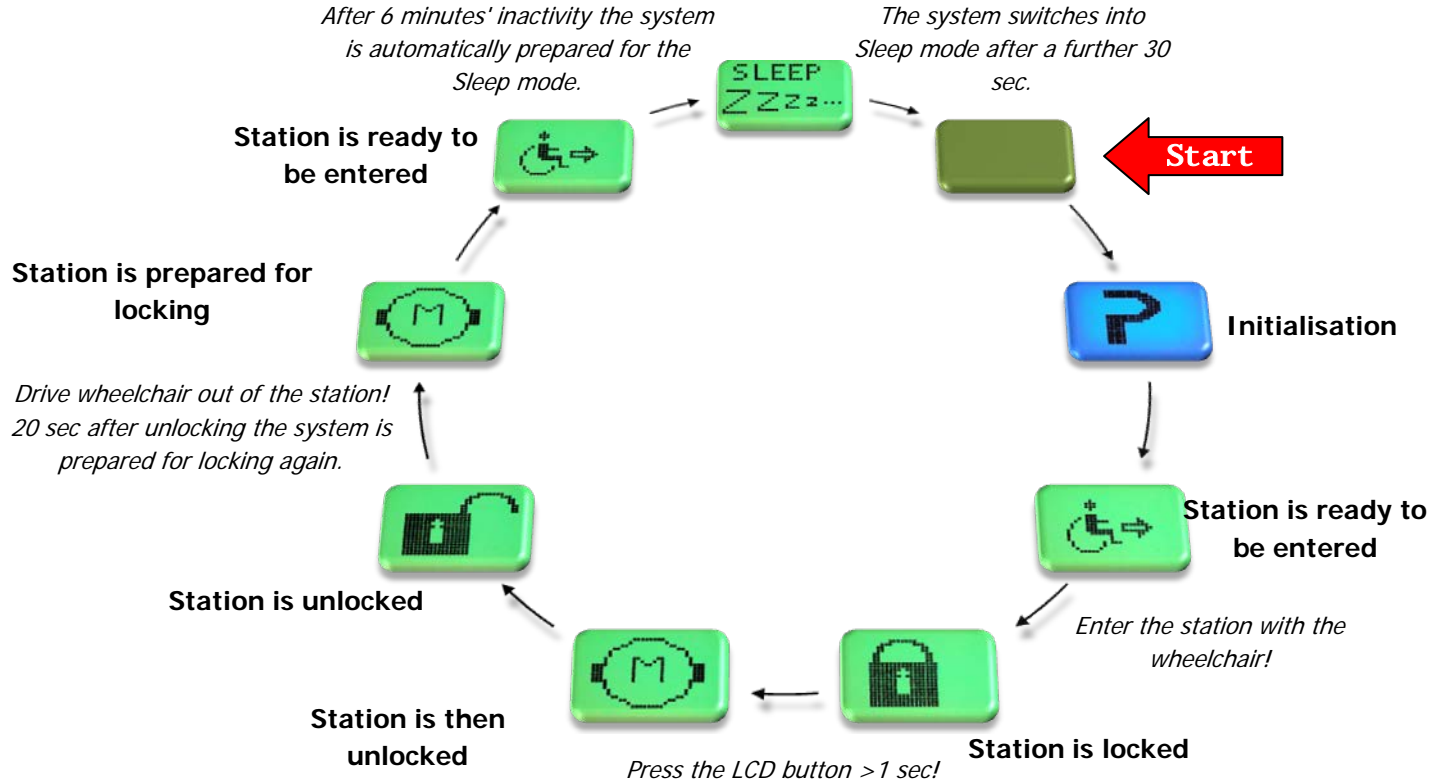 After 6 minutes' inactivity the system
is automatically prepared for the
Sleep mode.
The system switches into
Sleep mode after a further 30
sec.
SLEEP
ZZzz...
Start
Station is ready to
be entered
Station is prepared for
locking
M
P
Initialisation
Drive wheelchair out of the station!
20 sec after unlocking the system is
prepared for locking again.
Station is ready to
be entered
Station is unlocked
Enter the station with the
wheelchair!
M
Station is then
unlocked
Station is locked
Press the LCD button >1 sec!